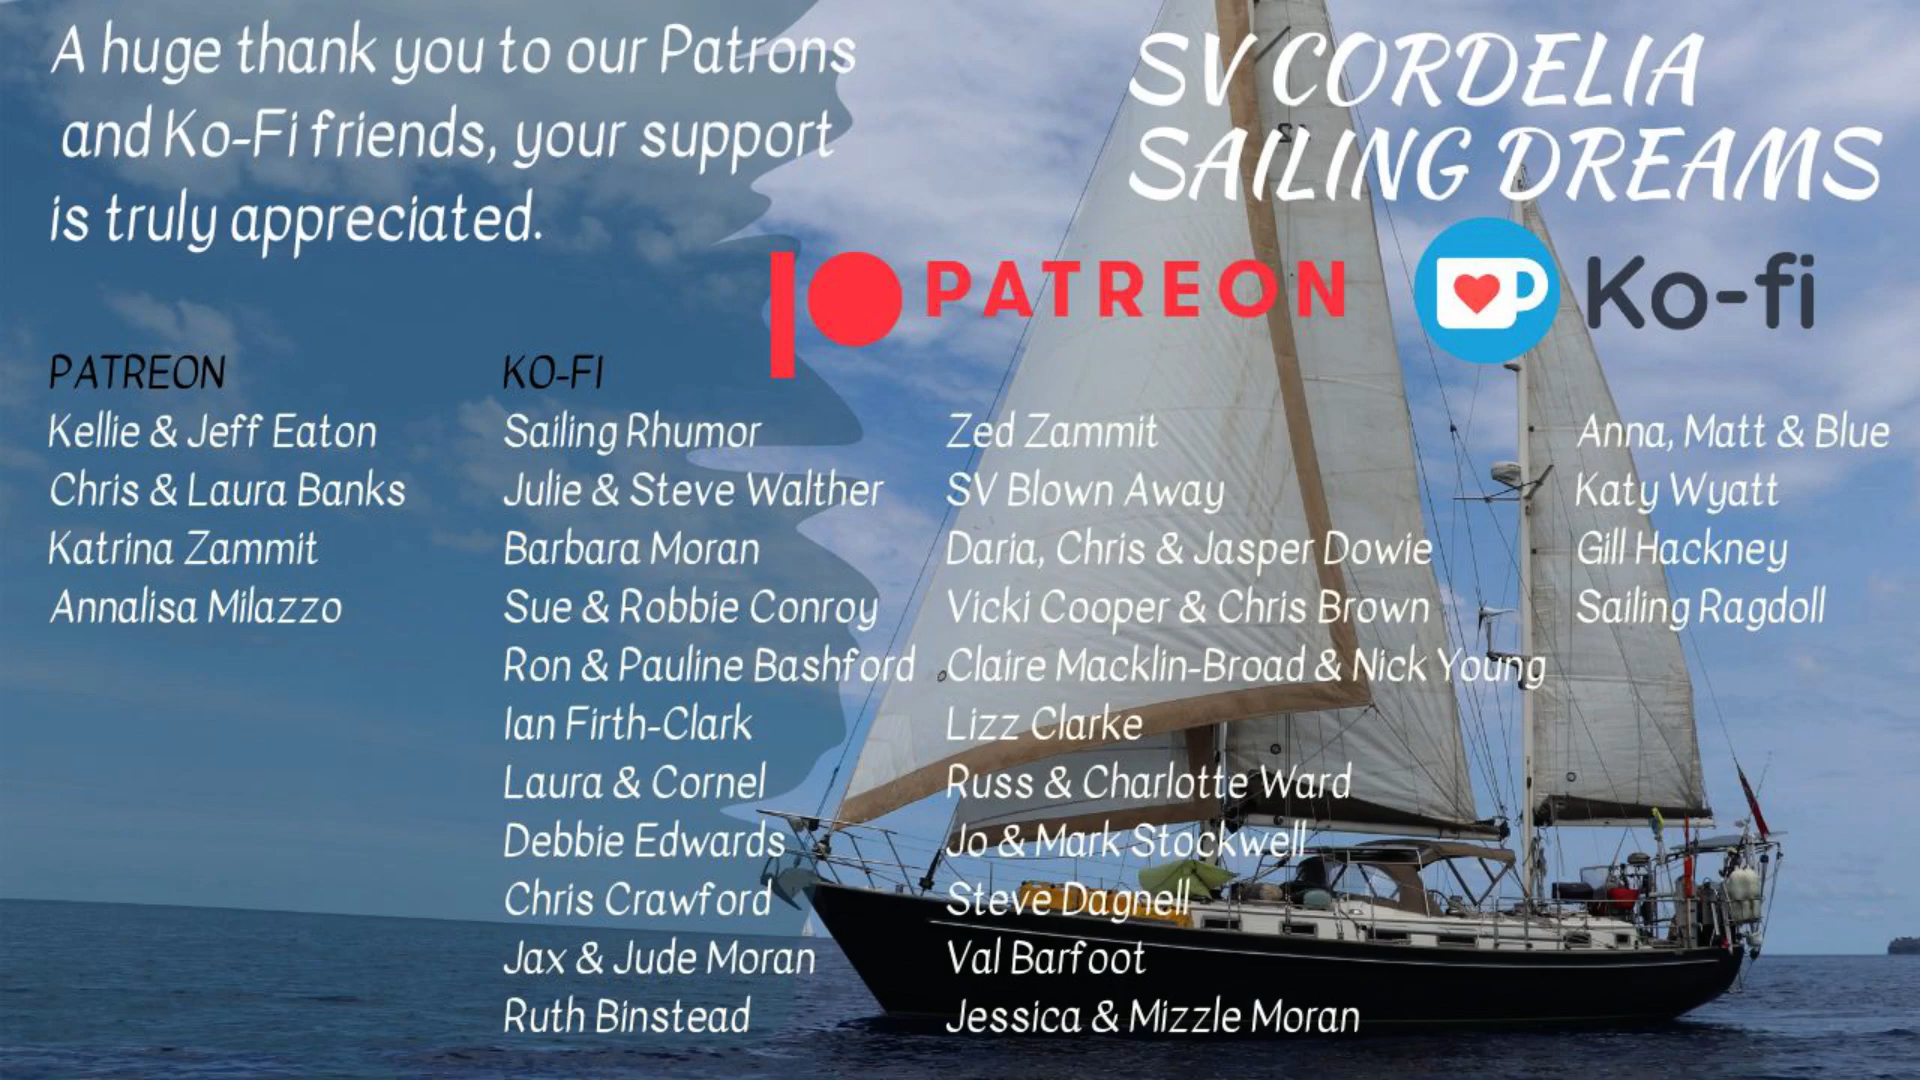 A huge thank you to our Patrons
and Ko-Fi friends, your support
is truly appreciated.
SV CORDELIA
SAILING DREAMS
PATREON
Ko-fi
PATREON
Kellie & Jeff Eaton
Chris & Laura Banks
Katrina Zammit
Annalisa Milazzo
KO-FI
Sailing Rhumor
Julie & Steve Walther
Barbara Moran
Sue & Robbie Conroy
Ron & Pauline Bashford
Ian Firth-Clark
Laura & Cornel
Debbie Edwards
Chris Crawford
Jax & Jude Moran
Ruth Binstead
Zed Zammit
SV Blown Away
Daria, Chris & Jasper Dowie
Vicki Cooper & Chris Brown
Claire Macklin-Broad & Nick Young
Lizz Clarke
Russ & Charlotte Ward
Jo & Mark Stockwell
Steve Dagnell
Val Barfoot
Jessica & Mizzle Moran
Anna, Matt & Blue
Katy Wyatt
Gill Hackney
Sailing Ragdoll